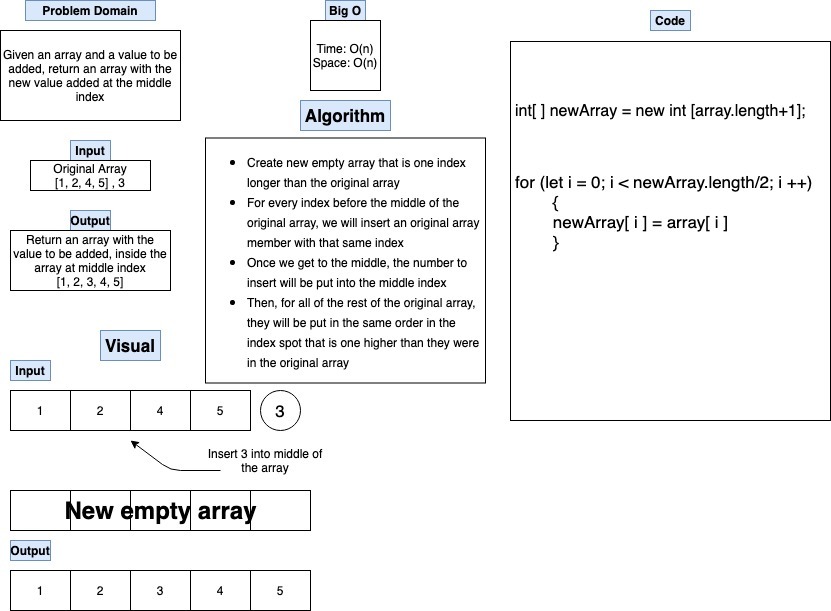 Problem Domain
Given an array and a value to be
added, return an array with the
new value added at the middle
index
Input
Original Array
[1, 2, 4, 5] , 3
Output
Return an array with the
value to be added, inside the
array at middle index
[1, 2, 3, 4, 5]
Big O
Time: O(n)
Space: O(n)
Algorithm
• Create new empty array that is one index
longer than the original array
• For every index before the middle of the
original array, we will insert an original array
member with that same index
• Once we get to the middle, the number to
insert will be put into the middle index
• Then, for all of the rest of the original array,
they will be put in the same order in the
index spot that is one higher than they were
in the original array
Code
int[ ] newArray = new int [array.length+1];
for (let i = 0; i < newArray.length/2; i ++)
{
newArray[ i ] = array[ i ]
}
Visual
Input
1 2 4 5 3
Insert 3 into middle of
the array
New empty array
Output
1 2 3 4 5